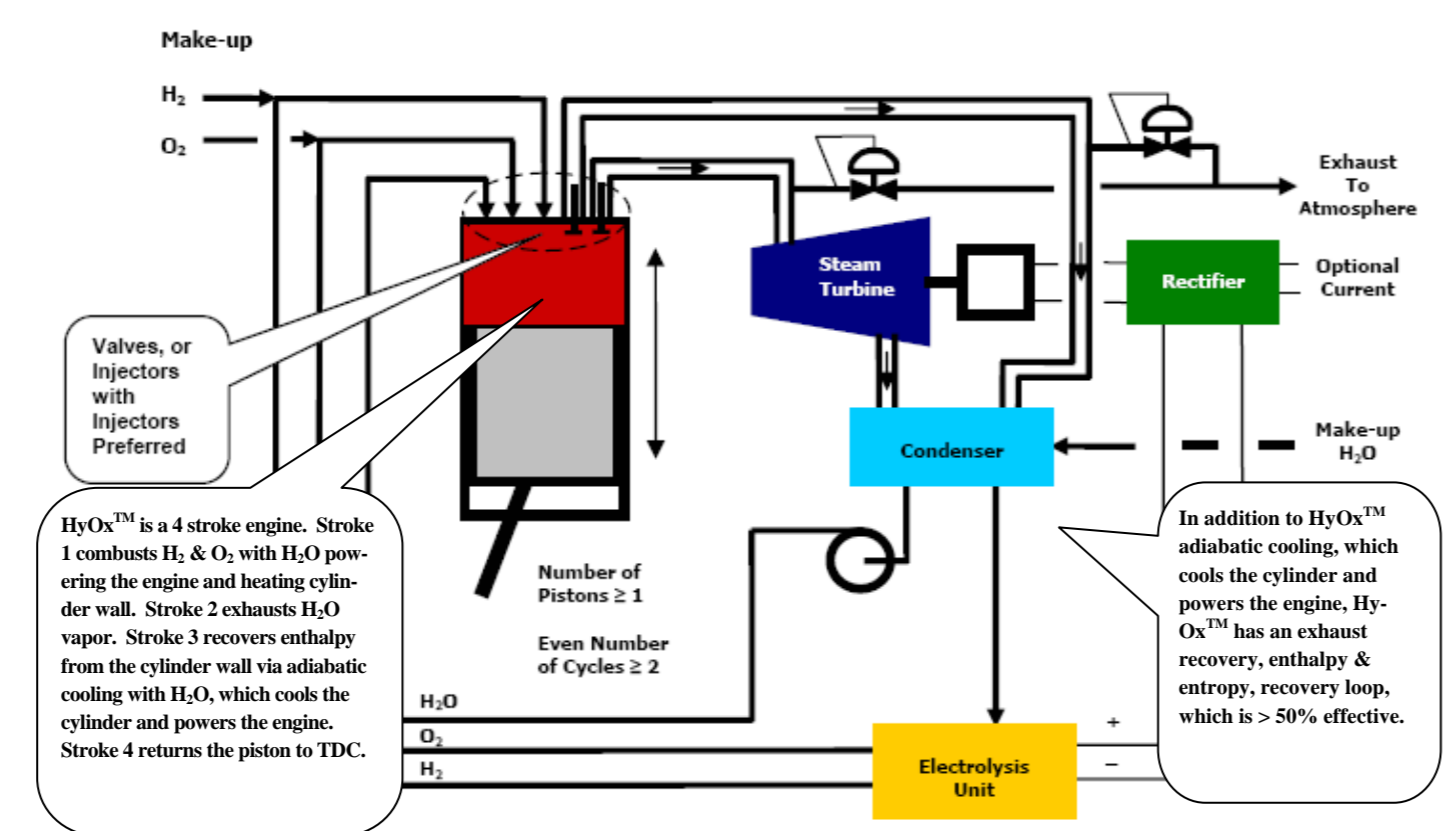 Make-up
H₂
O₂
Exhaust
To
Atmosphere
Steam
Turbine
Rectifier
Optional
Current
Valves, or
Injectors
with
Injectors
Preferred
Condenser
Make-up
H₂O
HyOx™ is a 4 stroke engine. Stroke
1 combusts H₂ & O₂ with H₂O pow-
ering the engine and heating cylin-
der wall. Stroke 2 exhausts H₂O
vapor. Stroke 3 recovers enthalpy
from the cylinder wall via adiabatic
cooling with H₂O, which cools the
cylinder and powers the engine.
Stroke 4 returns the piston to TDC.
Number of
Pistons ≥ 1
Even Number
of Cycles ≥ 2
In addition to HyOx™
adiabatic cooling, which
cools the cylinder and
powers the engine, Hy-
Ox™ has an exhaust
recovery, enthalpy &
entropy, recovery loop,
which is > 50% effective.
H₂O
O₂
H₂
Electrolysis
Unit
+
–